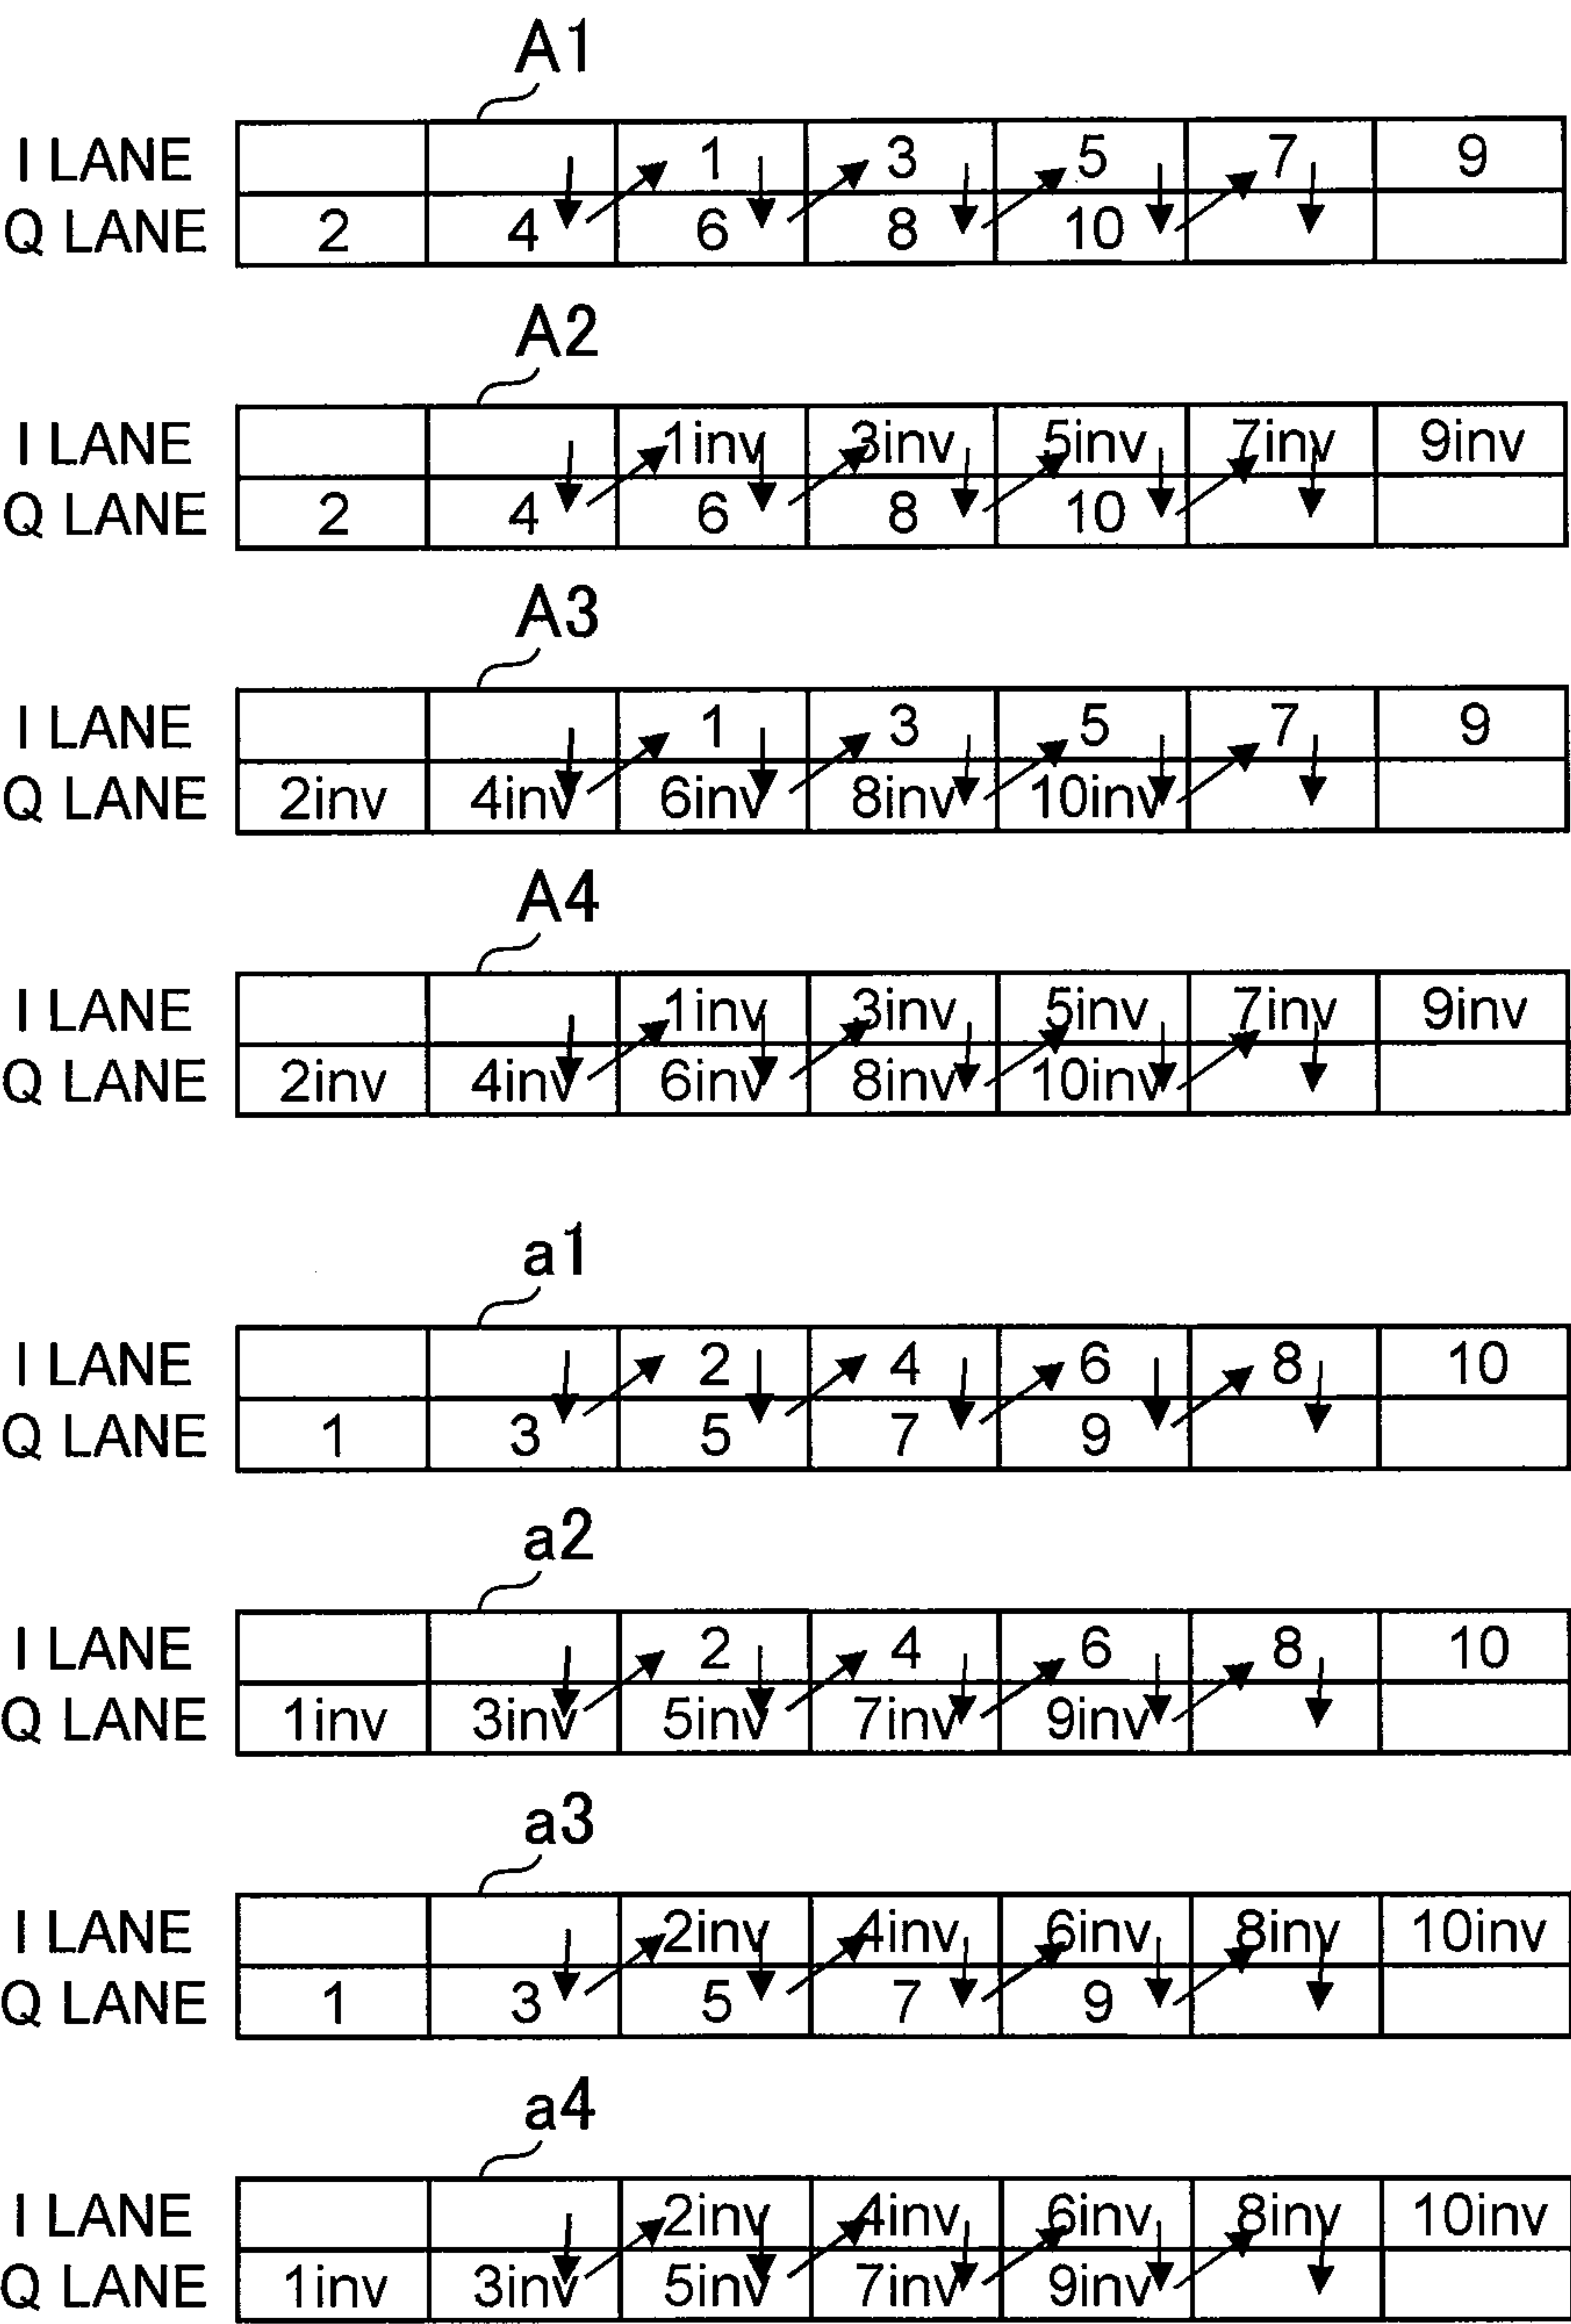 A1
I LANE 1 3 5 7 9
Q LANE 2 4 6 8 10
A2
I LANE 1inv 3inv 5inv 7inv 9inv
Q LANE 2 4 6 8 10
A3
I LANE 1 3 5 7 9
Q LANE 2inv 4inv 6inv 8inv 10inv
A4
I LANE 1inv 3inv 5inv 7inv 9inv
Q LANE 2inv 4inv 6inv 8inv 10inv
a1
I LANE 2 4 6 8 10
Q LANE 1 3 5 7 9
a2
I LANE 2 4 6 8 10
Q LANE 1inv 3inv 5inv 7inv 9inv
a3
I LANE 2inv 4inv 6inv 8inv 10inv
Q LANE 1 3 5 7 9
a4
I LANE 2inv 4inv 6inv 8inv 10inv
Q LANE 1inv 3inv 5inv 7inv 9inv